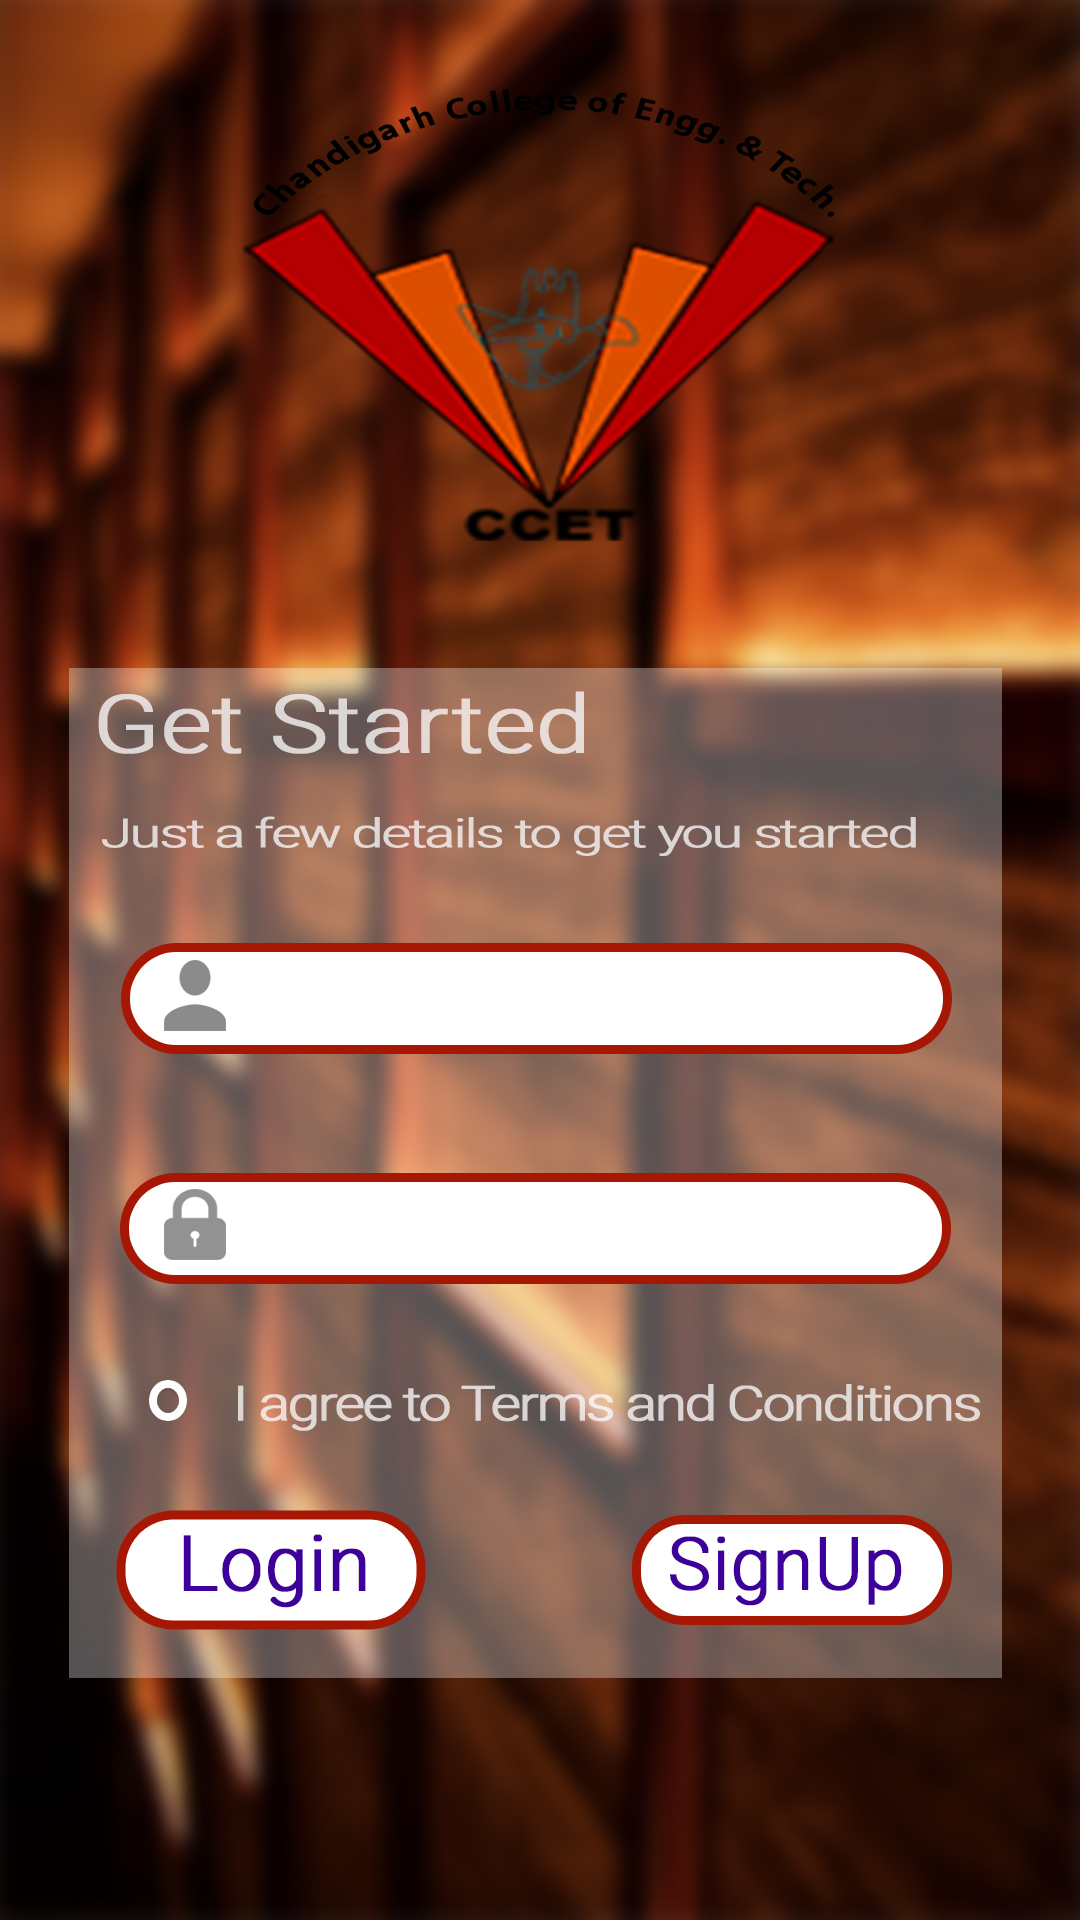 Chandigarh College of Engg. & Tech.
CCET
Get Started
Just a few details to get you started
I agree to Terms and Conditions
Login
SignUp